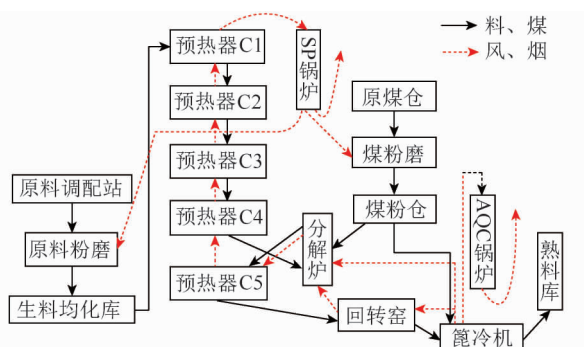 料、煤
风、烟
预热器C1
SP锅炉
预热器C2
原煤仓
预热器C3
煤粉磨
原料调配站
预热器C4
煤粉仓
AQC锅炉
原料粉磨
分解炉
熟料库
预热器C5
生料均化库
回转窑
篦冷机